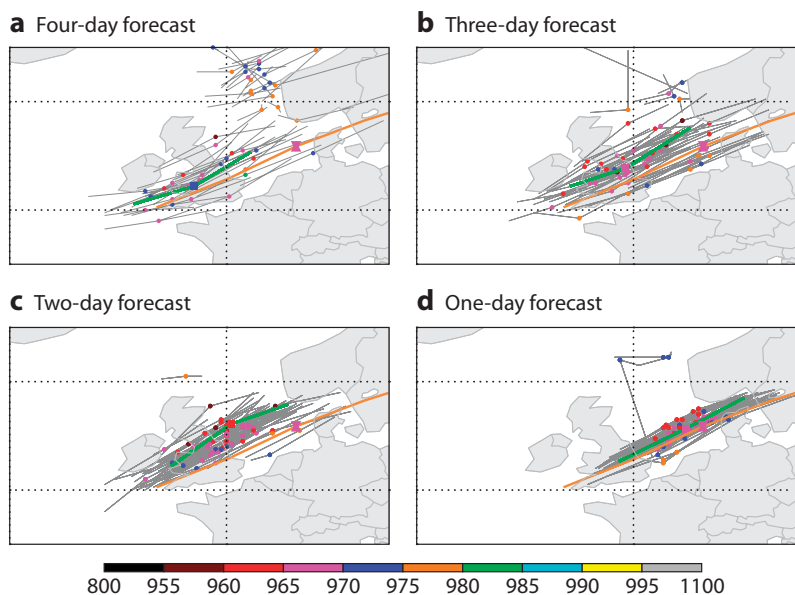 a Four-day forecast
b Three-day forecast
c Two-day forecast
d One-day forecast
800 955 960 965 970 975 980 985 990 995 1100